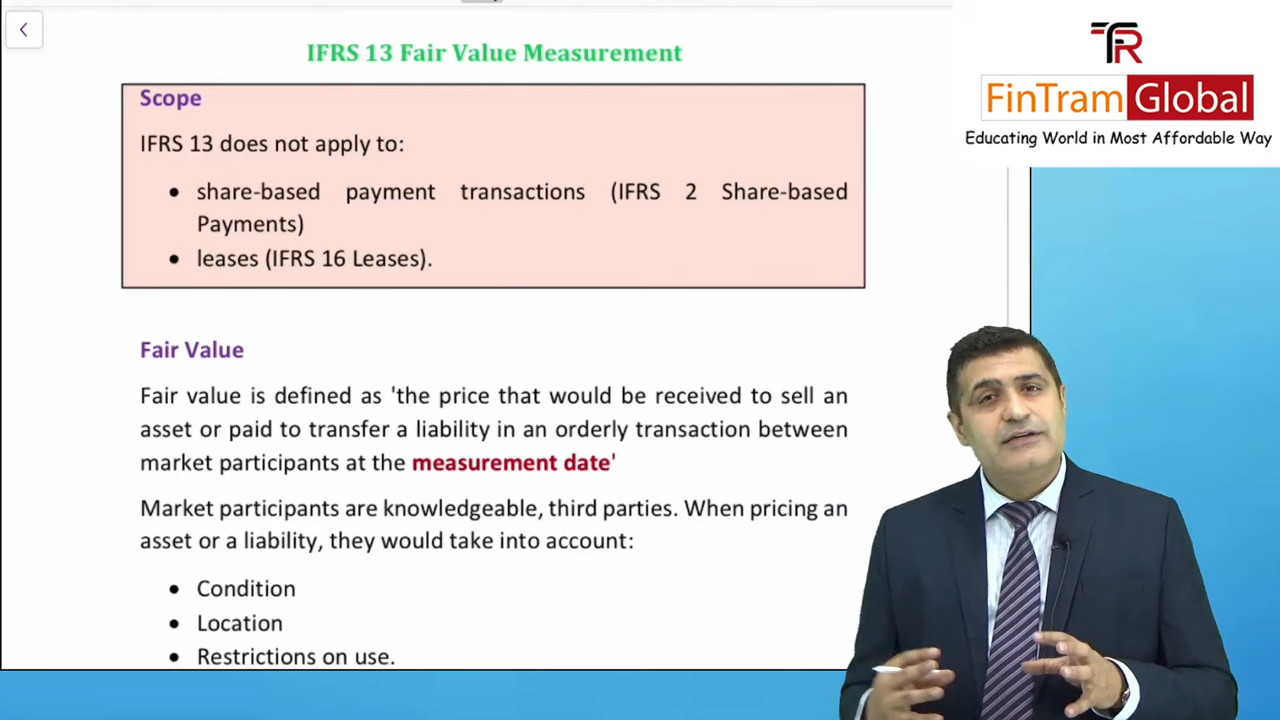 IFRS 13 Fair Value Measurement
Scope
IFRS 13 does not apply to:
• share-based payment transactions (IFRS 2 Share-based
Payments)
• leases (IFRS 16 Leases).
Fair Value
Fair value is defined as 'the price that would be received to sell an
asset or paid to transfer a liability in an orderly transaction between
market participants at the measurement date'
Market participants are knowledgeable, third parties. When pricing an
asset or a liability, they would take into account:
• Condition
• Location
• Restrictions on use.
FinTram Global
Educating World in Most Affordable Way